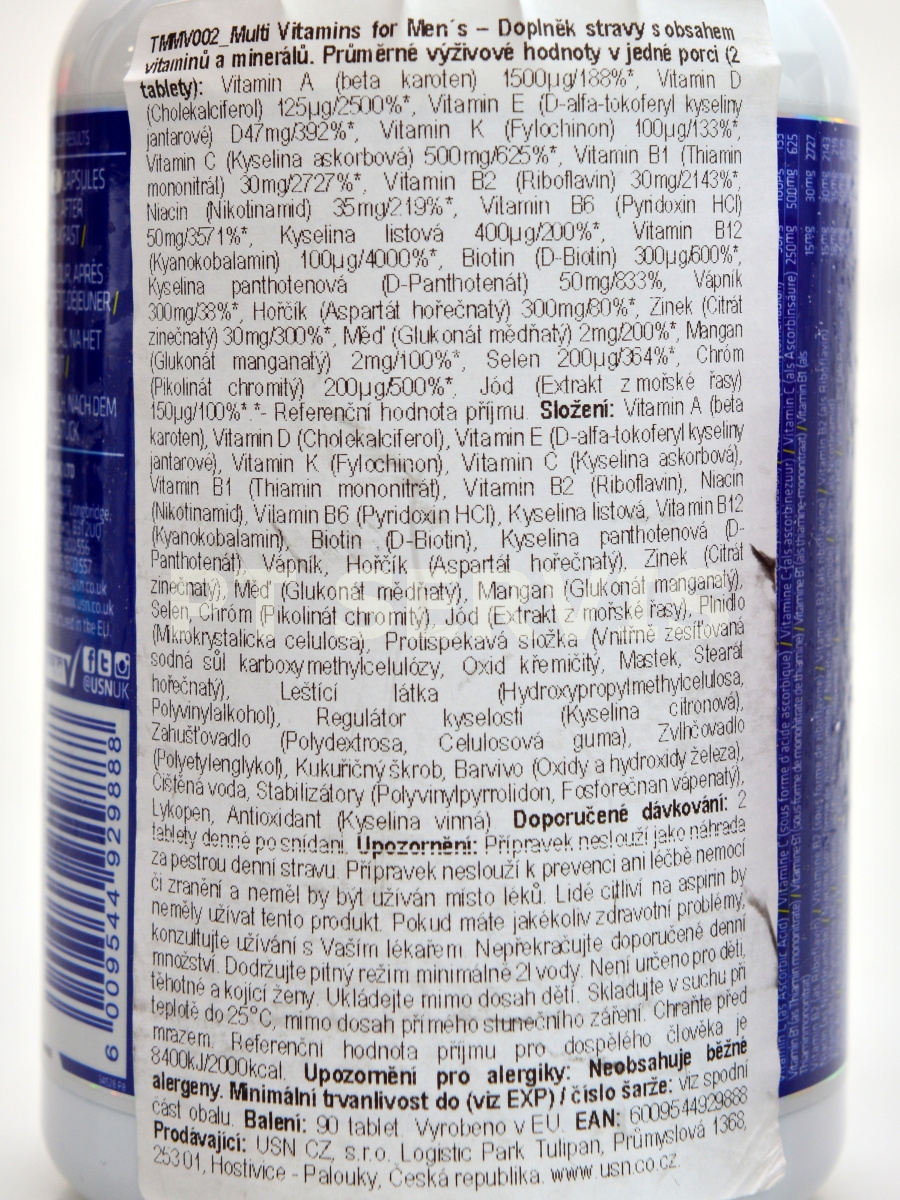 TMMV002_Multi Vitamins for Men´s – Doplněk stravy s obsahem
vitaminů a minerálů. Průměrné výživové hodnoty v jedné porci (2
tablety): Vitamin A (beta karoten) 1500µg/188%*, Vitamin D
(Cholekalciferol) 125µg/2500%*, Vitamin E (D-alfa-tokoferyl kyseliny
jantarové) D47mg/392%*, Vitamin K (Fylochinon) 100µg/133%*,
Vitamin C (Kyselina askorbová) 500mg/625%*, Vitamin B1 (Thiamin
mononitrát) 30mg/2727%*, Vitamin B2 (Riboflavin) 30mg/2143%*,
Niacin (Nikotinamid) 35mg/219%*, Vitamin B6 (Pyridoxin HCl)
50mg/3571%*, Kyselina listová 400µg/200%*, Vitamin B12
(Kyanokobalamin) 100µg/4000%*, Biotin (D-Biotin) 300µg/600%*,
Kyselina panthotenová (D-Panthotenát) 50mg/833%, Vápník
300mg/38%*, Hořčík (Aspartát hořečnatý) 300mg/80%*, Zinek (Citrát
zinečnatý) 30mg/300%*, Měď (Glukonát mědňatý) 2mg/200%*, Mangan
(Glukonát manganatý) 2mg/100%*, Selen 200µg/364%*, Chróm
(Pikolinát chromitý) 200µg/500%*, Jód (Extrakt z mořské řasy)
150µg/100%*.*- Referenční hodnota příjmu. Složení: Vitamin A (beta
karoten), Vitamin D (Cholekalciferol), Vitamin E (D-alfa-tokoferyl kyseliny
jantarové), Vitamin K (Fylochinon), Vitamin C (Kyselina askorbová),
Vitamin B1 (Thiamin mononitrát), Vitamin B2 (Riboflavin), Niacin
(Nikotinamid), Vitamin B6 (Pyridoxin HCl), Kyselina listová, Vitamin B12
(Kyanokobalamin), Biotin (D-Biotin), Kyselina panthotenová (D-
Panthotenát), Vápník, Hořčík (Aspartát hořečnatý), Zinek (Citrát
zinečnatý), Měď (Glukonát mědňatý), Mangan (Glukonát manganatý),
Selen, Chróm (Pikolinát chromitý), Jód (Extrakt z mořské řasy), Plnidlo
(Mikrokrystalická celulosa), Protispékavá složka (Vnitřně zesíťovaná
sodná sůl karboxymethylcelulózy, Oxid křemičitý, Mastek, Stearát
hořečnatý), Leštící látka (Hydroxypropylmethylcelulosa,
Polyvinylalkohol), Regulátor kyselosti (Kyselina citronová),
Zahušťovadlo (Polydextrosa, Celulosová guma), Zvlhčovadlo
(Polyetylenglykol), Kukuřičný škrob, Barvivo (Oxidy a hydroxidy železa),
Čištěná voda, Stabilizátory (Polyvinylpyrrolidon, Fosforečnan vápenatý),
Lykopen, Antioxidant (Kyselina vinná) Doporučené dávkování: 2
tablety denně po snídani. Upozornění: Přípravek neslouží jako náhrada
za pestrou denní stravu. Přípravek neslouží k prevenci ani léčbě nemocí
či zranění a neměl by být užíván místo léků. Lidé citliví na aspirin by
neměly užívat tento produkt. Pokud máte jakékoliv zdravotní problémy,
konzultujte užívání s Vaším lékařem. Nepřekračujte doporučené denní
množství. Dodržujte pitný režim minimálně 2l vody. Není určeno pro děti,
těhotné a kojící ženy. Ukládejte mimo dosah dětí. Skladujte v suchu při
teplotě do 25°C, mimo dosah přímého slunečního záření. Chraňte před
mrazem. Referenční hodnota příjmu pro dospělého člověka je
8400kJ/2000kcal. Upozornění pro alergiky: Neobsahuje běžné
alergeny. Minimální trvanlivost do (viz EXP) / číslo šarže: viz spodní
část obalu. Balení: 90 tablet. Vyrobeno v EU. EAN: 6009544929888
Prodávající: USN CZ, s.r.o. Logistic Park Tulipan, Průmyslová 1368,
25301, Hostivice - Palouky, Česká republika. www.usn.co.cz.
CAPSULES
AFTER
APRÈS
NA HET
NACH DEM
@USNUK
6 009544 929888